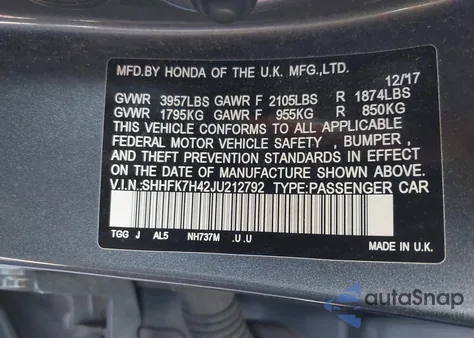 MFD.BY HONDA OF THE U.K. MFG.,LTD.
12/17
GVWR 3957LBS GAWR F 2105LBS R 1874LBS
GVWR 1795KG GAWR F 955KG R 850KG
THIS VEHICLE CONFORMS TO ALL APPLICABLE
FEDERAL MOTOR VEHICLE SAFETY , BUMPER ,
AND THEFT PREVENTION STANDARDS IN EFFECT
ON THE DATE OF MANUFACTURE SHOWN ABOVE.
V.I.N.:SHHFK7H42JU212792 TYPE:PASSENGER CAR
TGG J AL5 NH737M .U.U
MADE IN U.K.
autoSnap